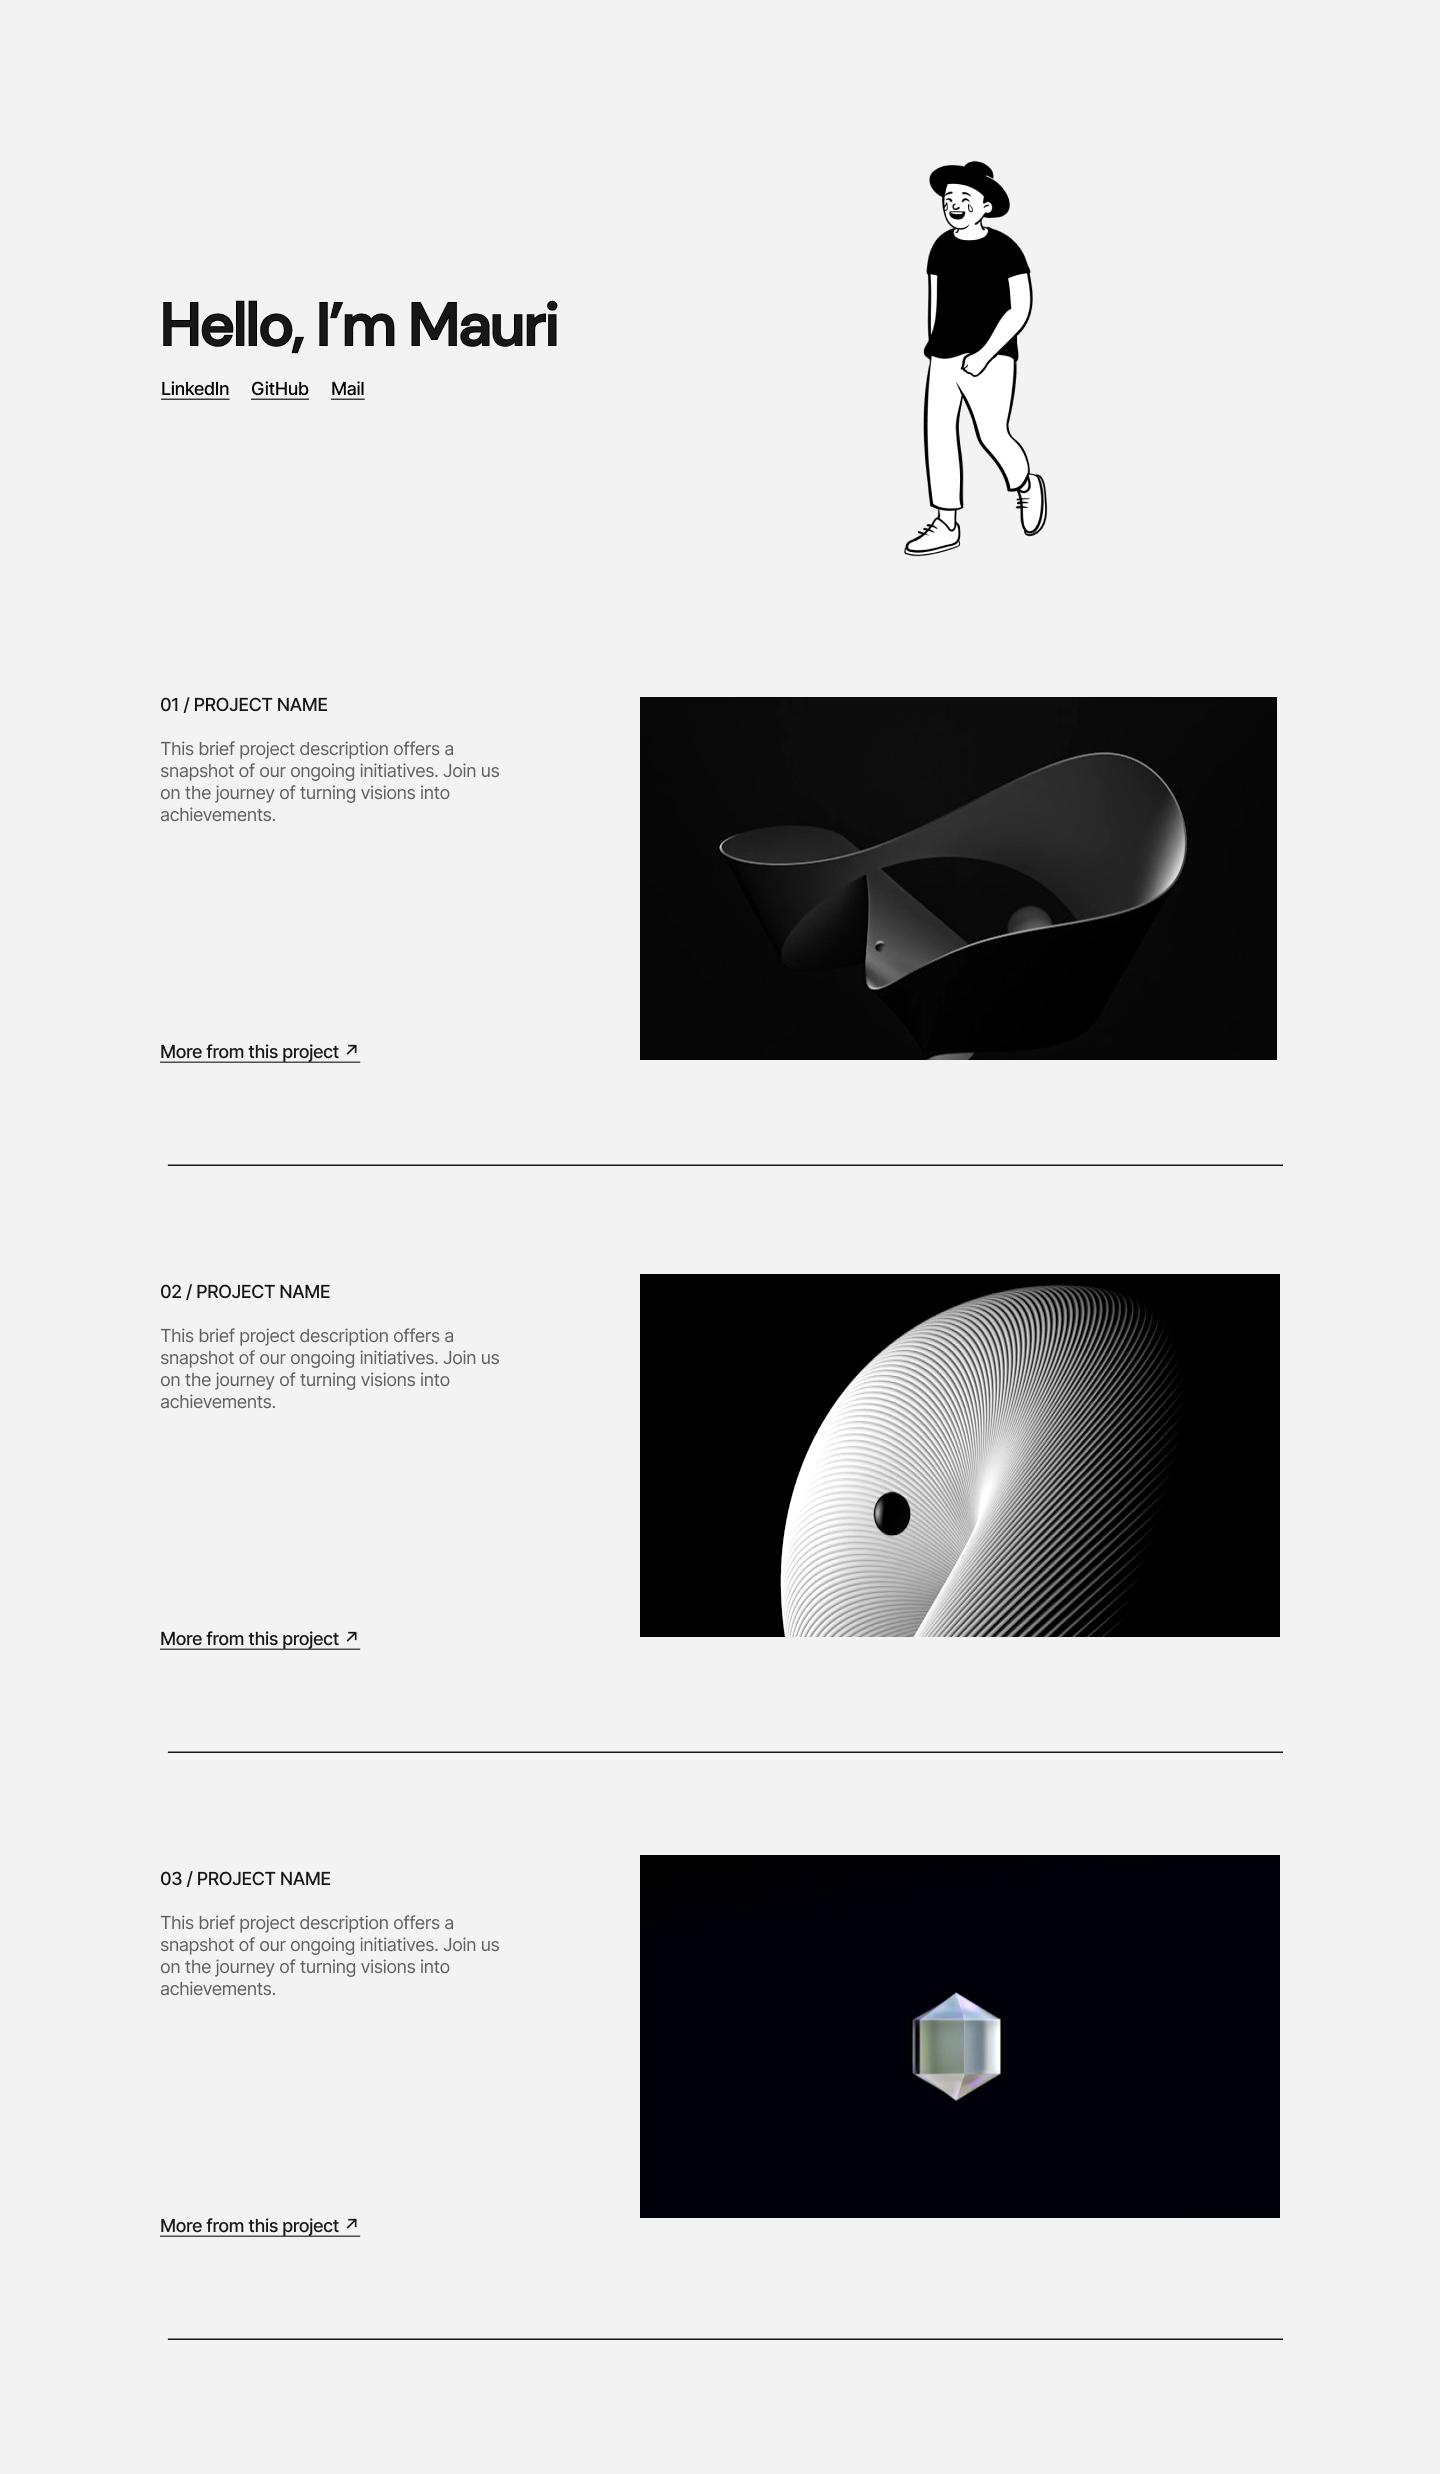 Hello, I’m Mauri
LinkedIn GitHub Mail
01 / PROJECT NAME
This brief project description offers a
snapshot of our ongoing initiatives. Join us
on the journey of turning visions into
achievements.
More from this project ↗
02 / PROJECT NAME
This brief project description offers a
snapshot of our ongoing initiatives. Join us
on the journey of turning visions into
achievements.
More from this project ↗
03 / PROJECT NAME
This brief project description offers a
snapshot of our ongoing initiatives. Join us
on the journey of turning visions into
achievements.
More from this project ↗